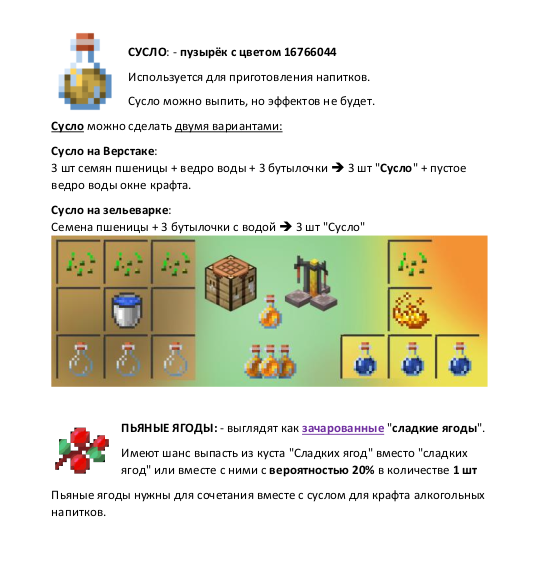 СУСЛО: - пузырёк с цветом 16766044
Используется для приготовления напитков.
Сусло можно выпить, но эффектов не будет.
Сусло можно сделать двумя вариантами:
Сусло на Верстаке:
3 шт семян пшеницы + ведро воды + 3 бутылочки ➔ 3 шт "Сусло" + пустое
ведро воды окне крафта.
Сусло на зельеварке:
Семена пшеницы + 3 бутылочки с водой ➔ 3 шт "Сусло"
ПЬЯНЫЕ ЯГОДЫ: - выглядят как зачарованные "сладкие ягоды".
Имеют шанс выпасть из куста "Сладких ягод" вместо "сладких
ягод" или вместе с ними с вероятностью 20% в количестве 1 шт
Пьяные ягоды нужны для сочетания вместе с суслом для крафта алкогольных
напитков.